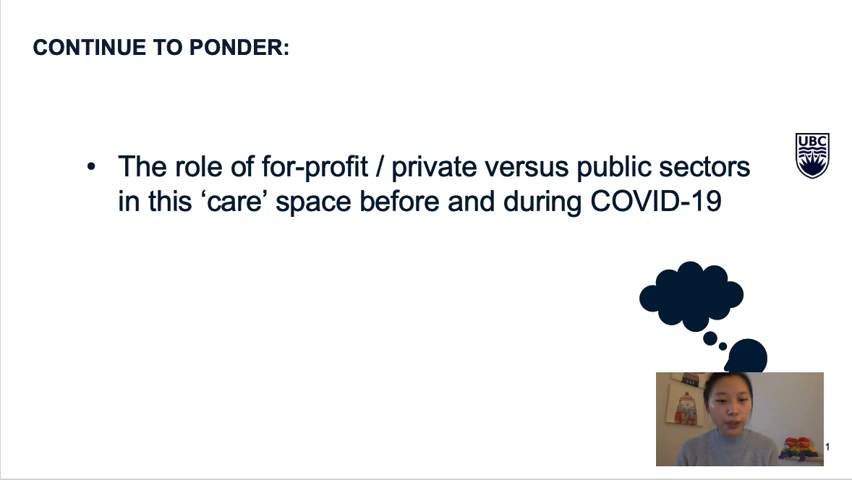 CONTINUE TO PONDER:
• The role of for-profit / private versus public sectors
in this ‘care’ space before and during COVID-19
UBC
1